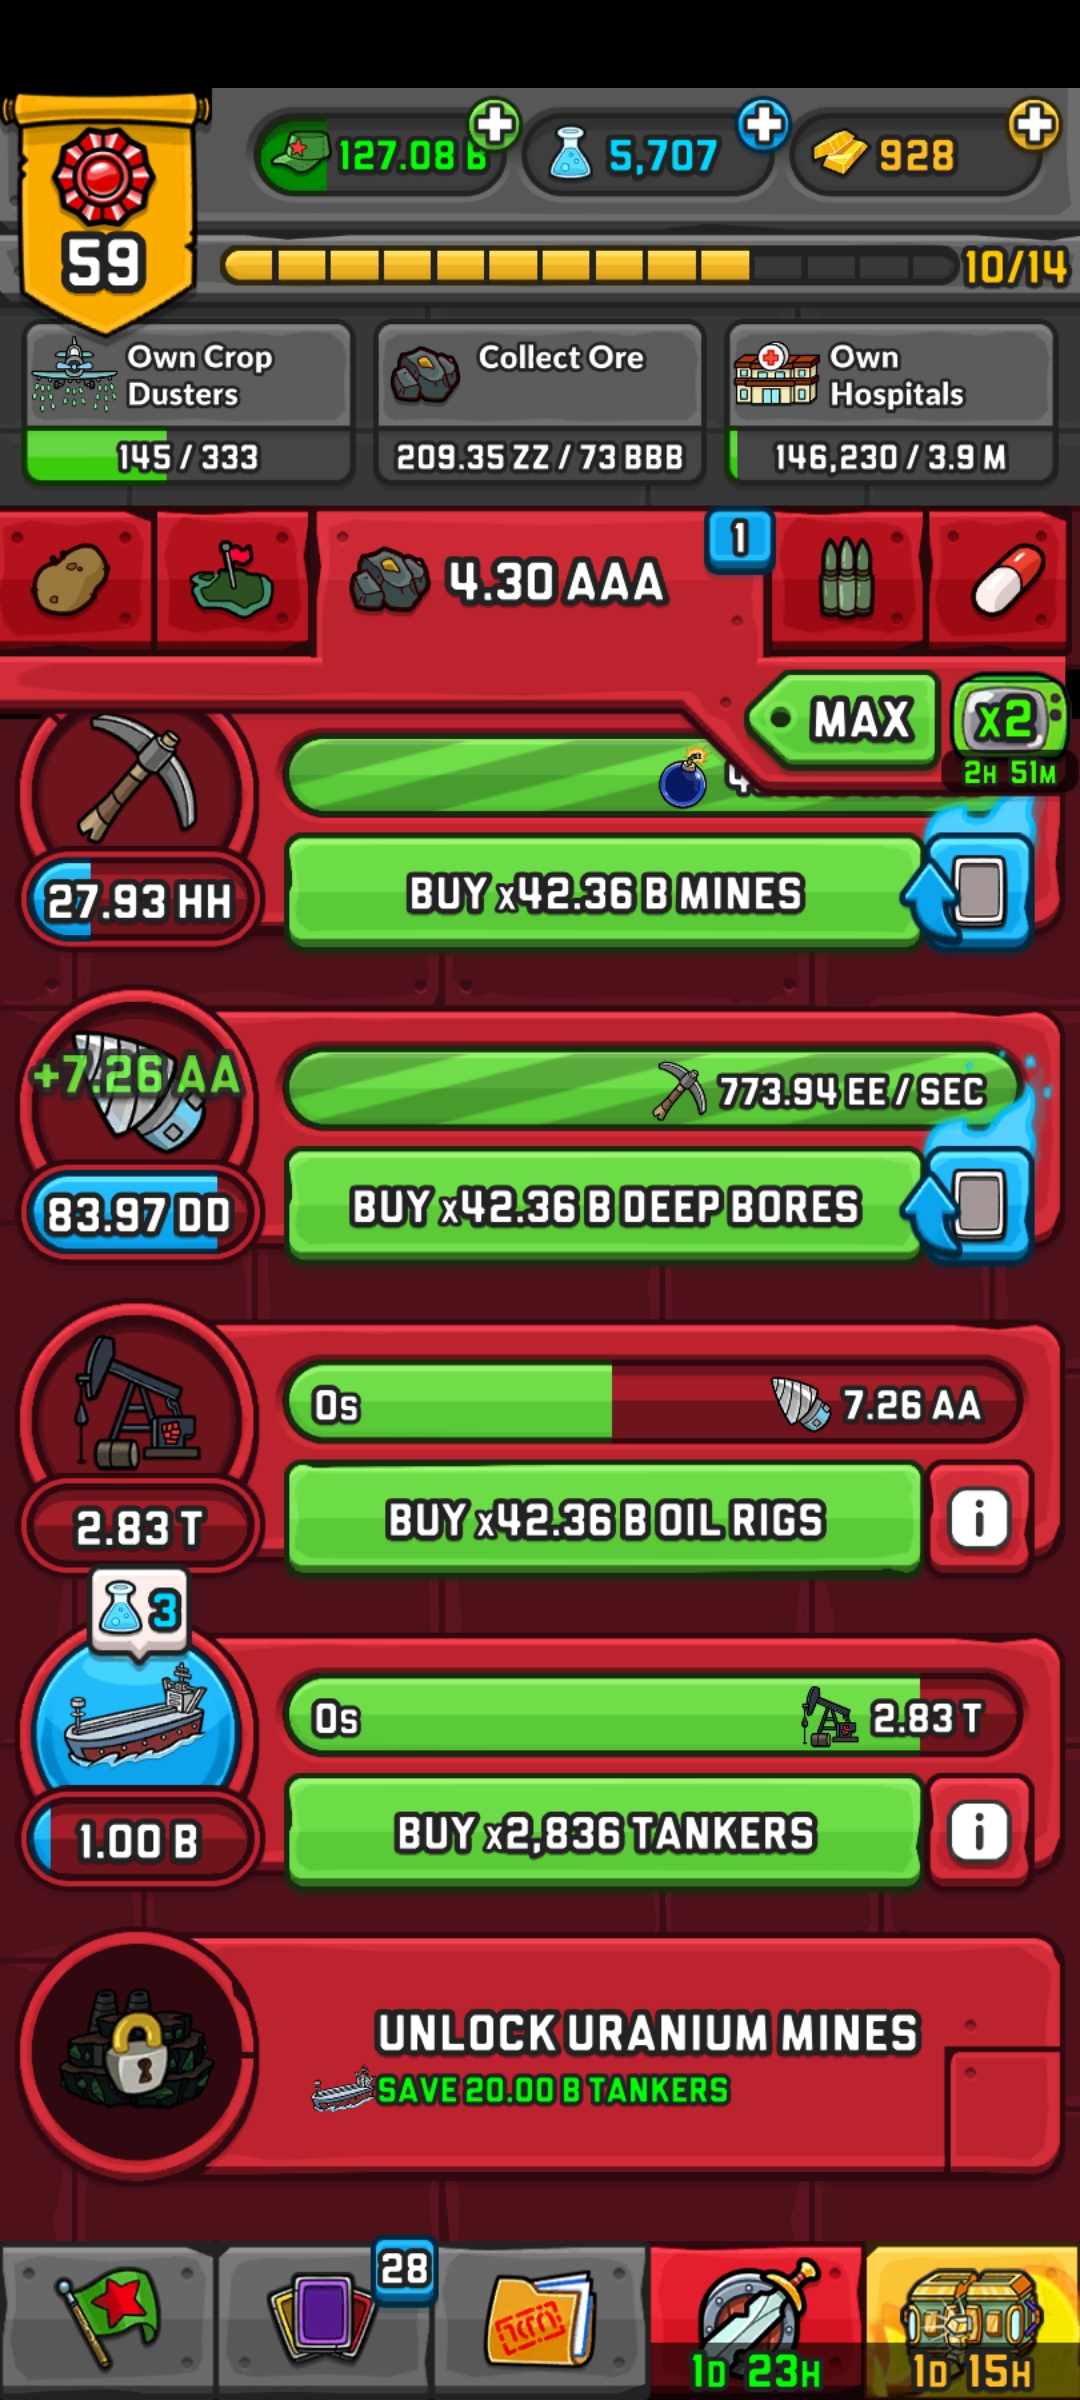 127.08 B
5,707
928
59
10/14
Own Crop
Dusters
145 / 333
Collect Ore
209.35 ZZ / 73 BBB
Own
Hospitals
146,230 / 3.9 M
4.30 AAA
1
MAX
x2
2H 51M
27.93 HH
BUY x42.36 B MINES
+7.26 AA
773.94 EE / SEC
83.97 DD
BUY x42.36 B DEEP BORES
0s
7.26 AA
2.83 T
BUY x42.36 B OIL RIGS
i
3
0s
2.83 T
1.00 B
BUY x2,836 TANKERS
i
UNLOCK URANIUM MINES
SAVE 20.00 B TANKERS
28
1D 23H
1D 15H